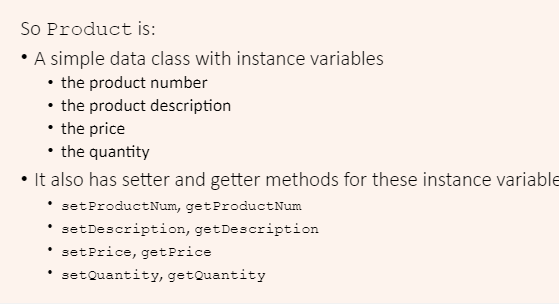 So Product is:
• A simple data class with instance variables
• the product number
• the product description
• the price
• the quantity
• It also has setter and getter methods for these instance variable
• setProductNum, getProductNum
• setDescription, getDescription
• setPrice, getPrice
• setQuantity, getQuantity